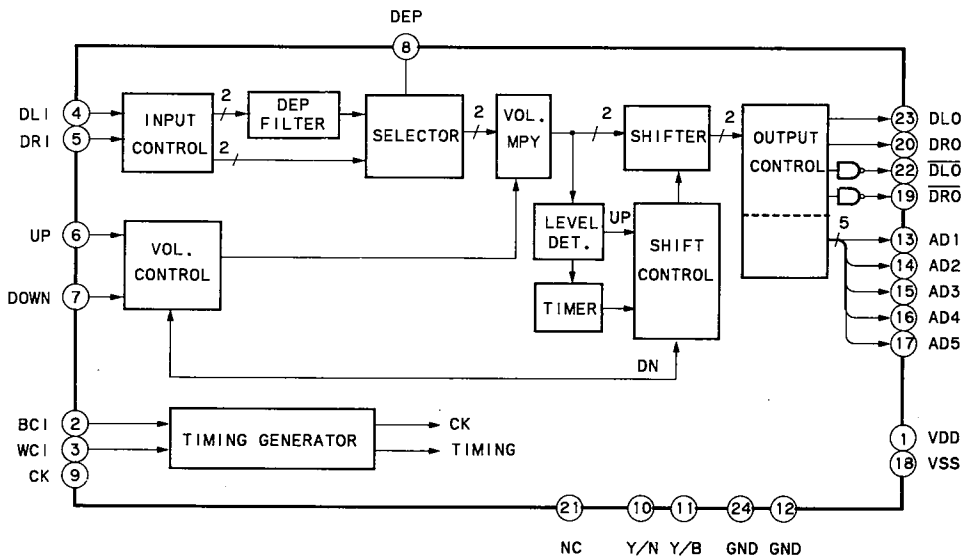 DEP
8
DLI 4
DRI 5
INPUT CONTROL
2
2
DEP FILTER
SELECTOR
2
VOL. MPY
2
SHIFTER
2
OUTPUT CONTROL
23 DLO
20 DRO
22 DLO
19 DRO
5
13 AD1
14 AD2
15 AD3
16 AD4
17 AD5
UP 6
DOWN 7
VOL. CONTROL
LEVEL DET.
UP
SHIFT CONTROL
TIMER
DN
BCI 2
WCI 3
CK 9
TIMING GENERATOR
CK
TIMING
1 VDD
18 VSS
21 10 11 24 12
NC Y/N Y/B GND GND